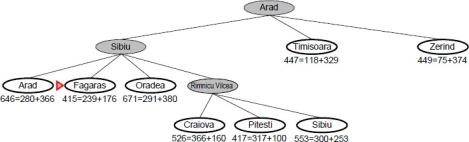 Arad
Sibiu
Timisoara
Zerind
447=118+329
449=75+374
Arad
Fagaras
Oradea
Rimnicu Vilcea
646=280+366
415=239+176
671=291+380
Craiova
Pitesti
Sibiu
526=366+160
417=317+100
553=300+253